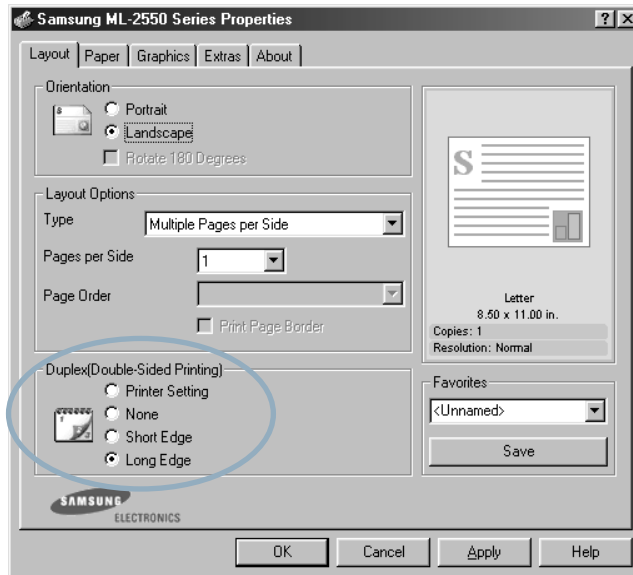 Samsung ML-2550 Series Properties
Layout Paper Graphics Extras About
Orientation
Portrait
Landscape
Rotate 180 Degrees
Layout Options
Type Multiple Pages per Side
Pages per Side 1
Page Order
Print Page Border
Duplex(Double-Sided Printing)
Printer Setting
None
Short Edge
Long Edge
SAMSUNG
ELECTRONICS
S
Letter
8.50 x 11.00 in.
Copies: 1
Resolution: Normal
Favorites
<Unnamed>
Save
OK Cancel Apply Help